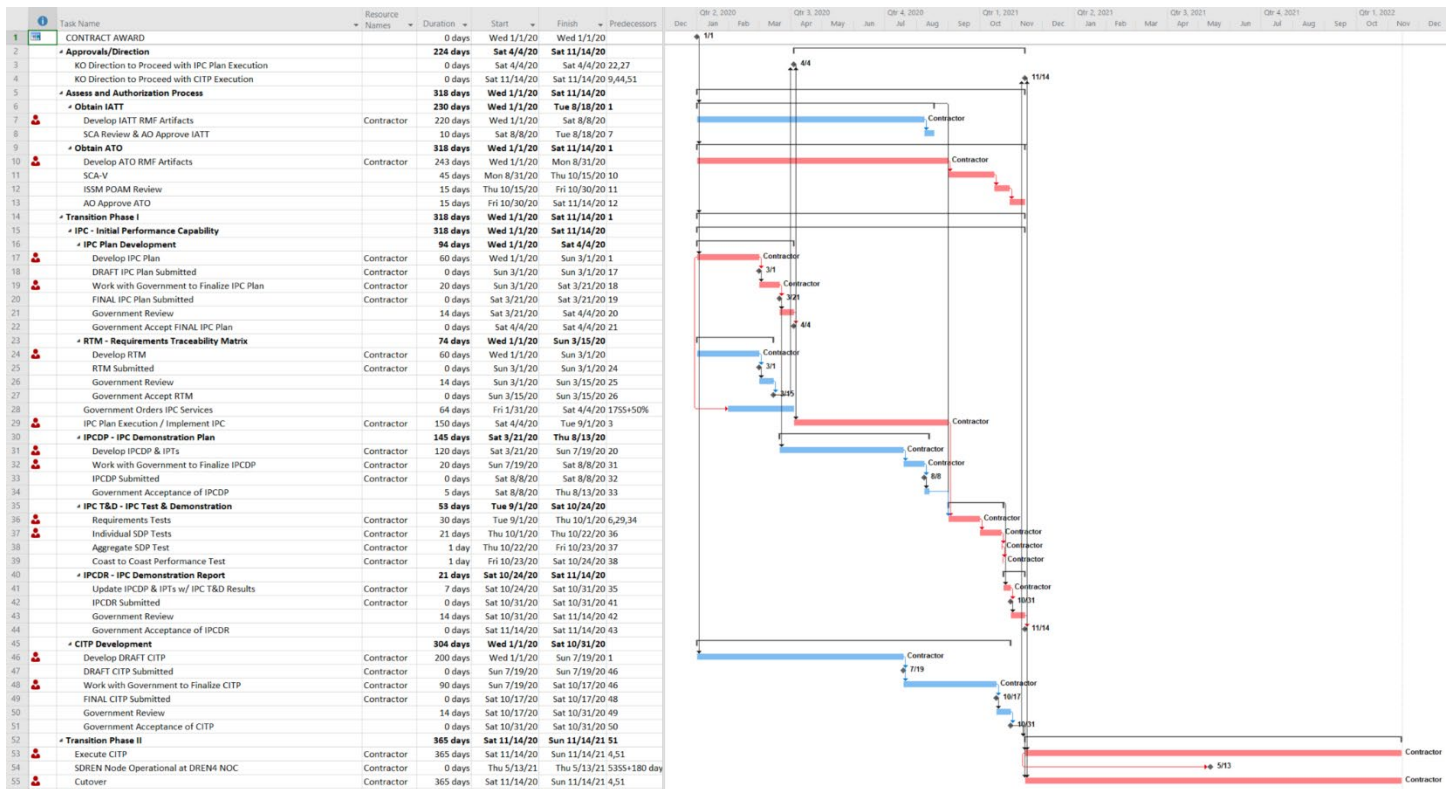 Qtr 2, 2020 Qtr 3, 2020 Qtr 4, 2020 Qtr 1, 2021 Qtr 2, 2021 Qtr 3, 2021 Qtr 4, 2021 Qtr 1, 2022
Task Name Resource Names Duration Start Finish Predecessors Dec Jan Feb Mar Apr May Jun Jul Aug Sep Oct Nov Dec Jan Feb Mar Apr May Jun Jul Aug Sep Oct Nov Dec
1 CONTRACT AWARD 0 days Wed 1/1/20 Wed 1/1/20 1/1
2 Approvals/Direction 224 days Sat 4/4/20 Sat 11/14/20
3 KO Direction to Proceed with IPC Plan Execution 0 days Sat 4/4/20 Sat 4/4/20 22,27 4/4
4 KO Direction to Proceed with CITP Execution 0 days Sat 11/14/20 Sat 11/14/20 9,44,51 11/14
5 Assess and Authorization Process 318 days Wed 1/1/20 Sat 11/14/20
6 Obtain IATT 230 days Wed 1/1/20 Tue 8/18/20 1
7 Develop IATT RMF Artifacts Contractor 220 days Wed 1/1/20 Sat 8/8/20 Contractor
8 SCA Review & AO Approve IATT 10 days Sat 8/8/20 Tue 8/18/20 7
9 Obtain ATO 318 days Wed 1/1/20 Sat 11/14/20 1
10 Develop ATO RMF Artifacts Contractor 243 days Wed 1/1/20 Mon 8/31/20 Contractor
11 SCA-V 45 days Mon 8/31/20 Thu 10/15/20 10
12 ISSM POAM Review 15 days Thu 10/15/20 Fri 10/30/20 11
13 AO Approve ATO 15 days Fri 10/30/20 Sat 11/14/20 12
14 Transition Phase I 318 days Wed 1/1/20 Sat 11/14/20 1
15 IPC - Initial Performance Capability 318 days Wed 1/1/20 Sat 11/14/20
16 IPC Plan Development 94 days Wed 1/1/20 Sat 4/4/20
17 Develop IPC Plan Contractor 60 days Wed 1/1/20 Sun 3/1/20 1 Contractor
18 DRAFT IPC Plan Submitted Contractor 0 days Sun 3/1/20 Sun 3/1/20 17 3/1
19 Work with Government to Finalize IPC Plan Contractor 20 days Sun 3/1/20 Sat 3/21/20 18 Contractor
20 FINAL IPC Plan Submitted Contractor 0 days Sat 3/21/20 Sat 3/21/20 19 3/21
21 Government Review 14 days Sat 3/21/20 Sat 4/4/20 20
22 Government Accept FINAL IPC Plan 0 days Sat 4/4/20 Sat 4/4/20 21 4/4
23 RTM - Requirements Traceability Matrix 74 days Wed 1/1/20 Sun 3/15/20
24 Develop RTM Contractor 60 days Wed 1/1/20 Sun 3/1/20 Contractor
25 RTM Submitted Contractor 0 days Sun 3/1/20 Sun 3/1/20 24 3/1
26 Government Review 14 days Sun 3/1/20 Sun 3/15/20 25
27 Government Accept RTM 0 days Sun 3/15/20 Sun 3/15/20 26 3/15
28 Government Orders IPC Services 64 days Fri 1/31/20 Sat 4/4/20 17SS+50%
29 IPC Plan Execution / Implement IPC Contractor 150 days Sat 4/4/20 Tue 9/1/20 3 Contractor
30 IPCDP - IPC Demonstration Plan 145 days Sat 3/21/20 Thu 8/13/20
31 Develop IPCDP & IPTs Contractor 120 days Sat 3/21/20 Sun 7/19/20 20 Contractor
32 Work with Government to Finalize IPCDP Contractor 20 days Sun 7/19/20 Sat 8/8/20 31 Contractor
33 IPCDP Submitted Contractor 0 days Sat 8/8/20 Sat 8/8/20 32 8/8
34 Government Acceptance of IPCDP 5 days Sat 8/8/20 Thu 8/13/20 33
35 IPC T&D - IPC Test & Demonstration 53 days Tue 9/1/20 Sat 10/24/20
36 Requirements Tests Contractor 30 days Tue 9/1/20 Thu 10/1/20 6,29,34 Contractor
37 Individual SDP Tests Contractor 21 days Thu 10/1/20 Thu 10/22/20 36 Contractor
38 Aggregate SDP Test Contractor 1 day Thu 10/22/20 Fri 10/23/20 37 Contractor
39 Coast to Coast Performance Test Contractor 1 day Fri 10/23/20 Sat 10/24/20 38 Contractor
40 IPCDR - IPC Demonstration Report 21 days Sat 10/24/20 Sat 11/14/20
41 Update IPCDP & IPTs w/ IPC T&D Results Contractor 7 days Sat 10/24/20 Sat 10/31/20 35 Contractor
42 IPCDR Submitted Contractor 0 days Sat 10/31/20 Sat 10/31/20 41 10/31
43 Government Review 14 days Sat 10/31/20 Sat 11/14/20 42
44 Government Acceptance of IPCDR 0 days Sat 11/14/20 Sat 11/14/20 43 11/14
45 CITP Development 304 days Wed 1/1/20 Sat 10/31/20
46 Develop DRAFT CITP Contractor 200 days Wed 1/1/20 Sun 7/19/20 1 Contractor
47 DRAFT CITP Submitted Contractor 0 days Sun 7/19/20 Sun 7/19/20 46 7/19
48 Work with Government to Finalize CITP Contractor 90 days Sun 7/19/20 Sat 10/17/20 46 Contractor
49 FINAL CITP Submitted Contractor 0 days Sat 10/17/20 Sat 10/17/20 48 10/17
50 Government Review 14 days Sat 10/17/20 Sat 10/31/20 49
51 Government Acceptance of CITP 0 days Sat 10/31/20 Sat 10/31/20 50 10/31
52 Transition Phase II 365 days Sat 11/14/20 Sun 11/14/21 51
53 Execute CITP Contractor 365 days Sat 11/14/20 Sun 11/14/21 4,51 Contractor
54 SDREN Node Operational at DREN4 NOC Contractor 0 days Thu 5/13/21 Thu 5/13/21 53SS+180 day 5/13
55 Cutover Contractor 365 days Sat 11/14/20 Sun 11/14/21 4,51 Contractor